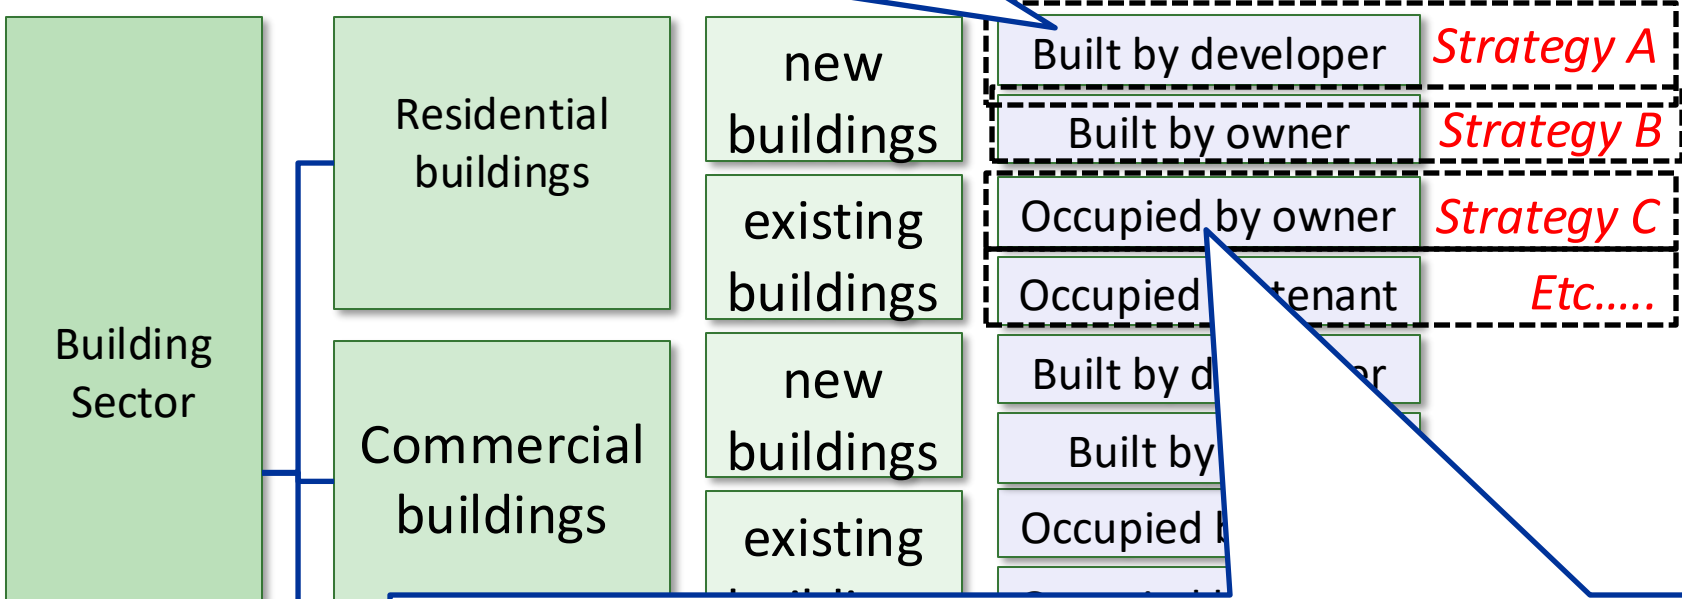 Building
Sector
Residential
buildings
Commercial
buildings
new
buildings
existing
buildings
new
buildings
existing
Built by developer
Strategy A
Built by owner
Strategy B
Occupied by owner
Strategy C
Occupied tenant
Etc.....
Built by
Built by
Occupied